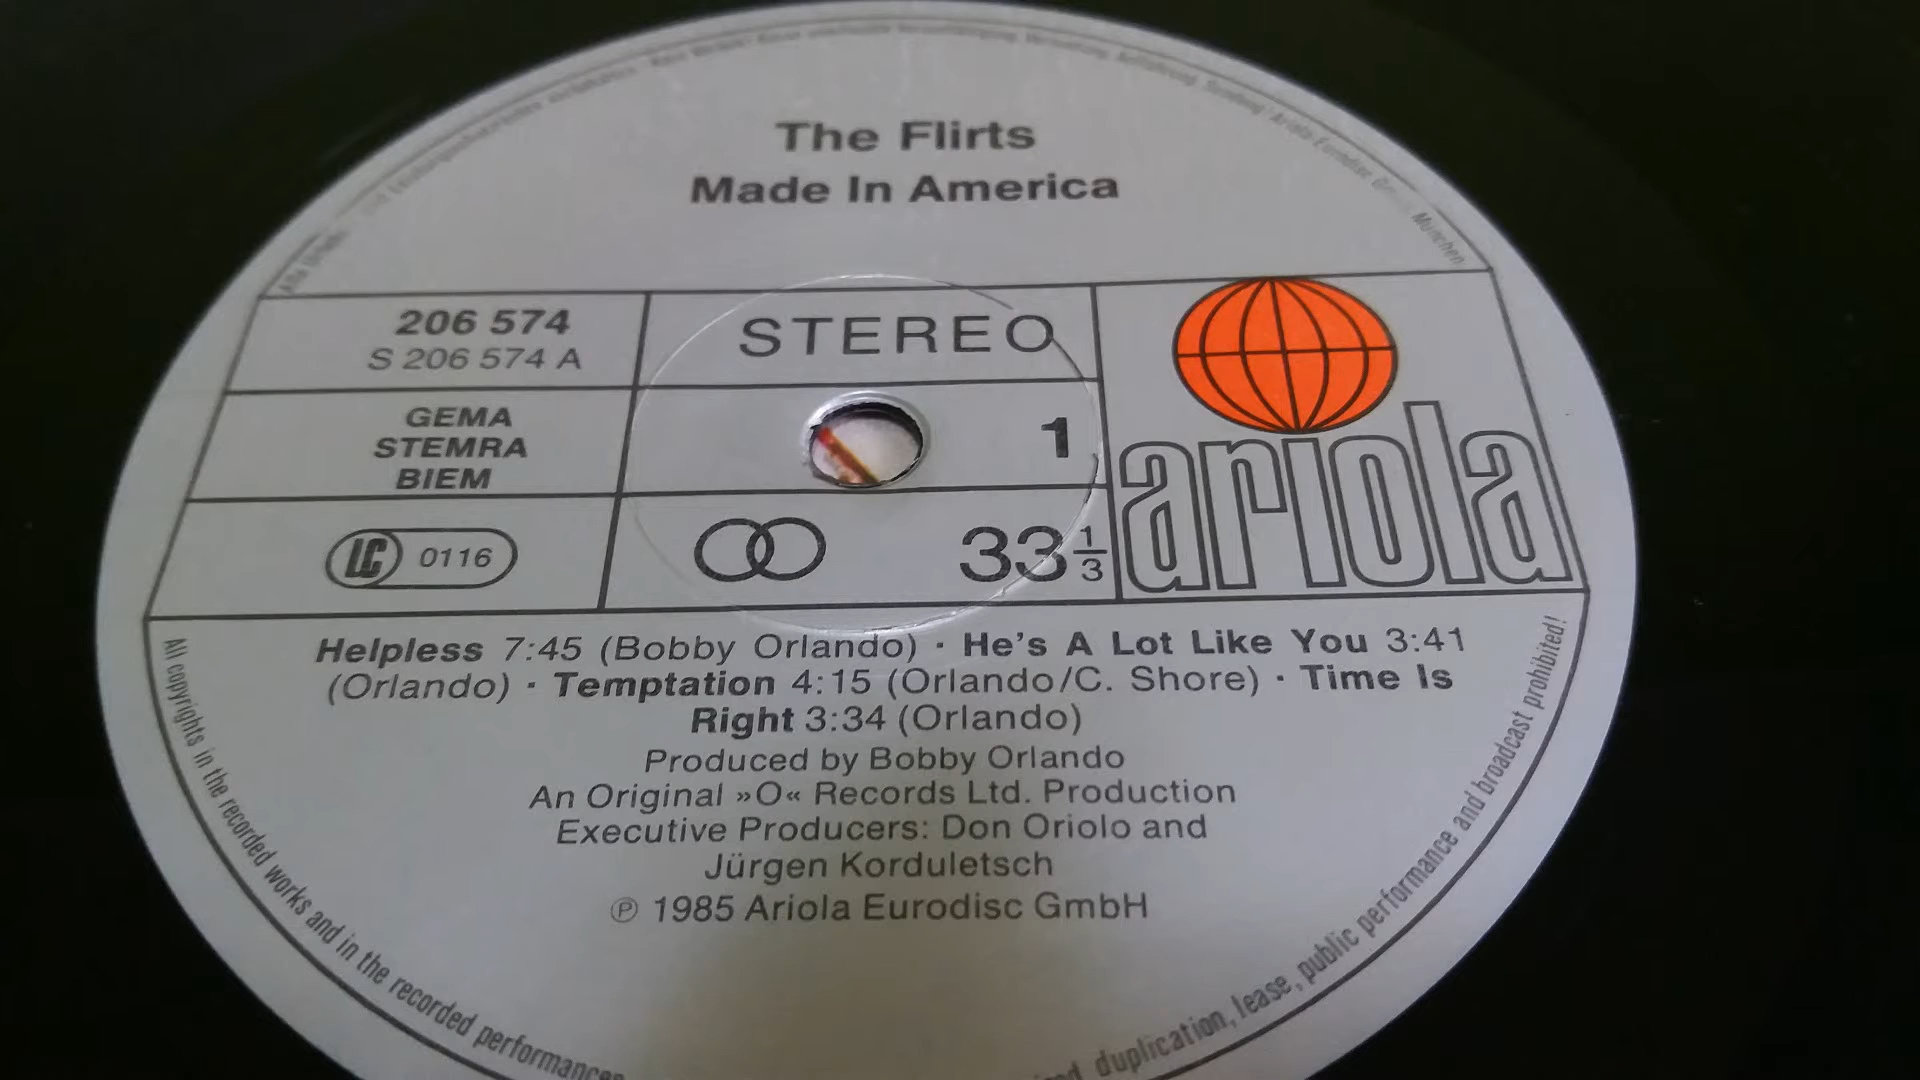 The Flirts
Made In America
206 574
S 206 574 A
STEREO
GEMA
STEMRA
BIEM
1
LC 0116
33 1/3
ariola
Helpless 7:45 (Bobby Orlando) · He's A Lot Like You 3:41
(Orlando) · Temptation 4:15 (Orlando/C. Shore) · Time Is
Right 3:34 (Orlando)
Produced by Bobby Orlando
An Original »O« Records Ltd. Production
Executive Producers: Don Oriolo and
Jürgen Korduletsch
℗ 1985 Ariola Eurodisc GmbH
All copyrights in the recorded works and in the recorded
duplication, lease, public performance and broadcast prohibited!
Ariola-Eurodisc
München